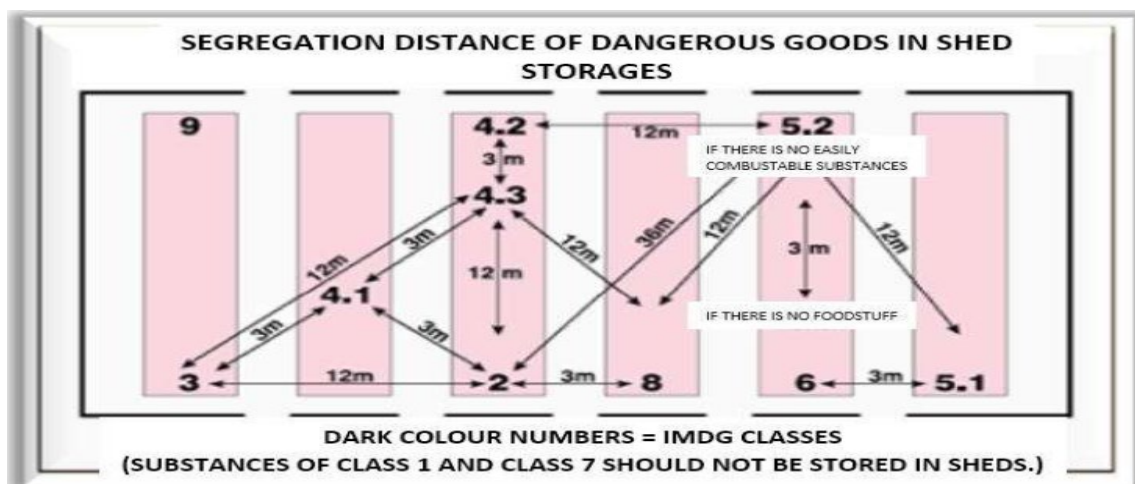 SEGREGATION DISTANCE OF DANGEROUS GOODS IN SHED
STORAGES
9
4.2
12m
5.2
IF THERE IS NO EASILY
COMBUSTABLE SUBSTANCES
3 m
4.3
12m
3m
12 m
12m
36m
12m
3 m
12m
4.1
3m
3m
IF THERE IS NO FOODSTUFF
3
12m
2
3m
8
6
3m
5.1
DARK COLOUR NUMBERS = IMDG CLASSES
(SUBSTANCES OF CLASS 1 AND CLASS 7 SHOULD NOT BE STORED IN SHEDS.)